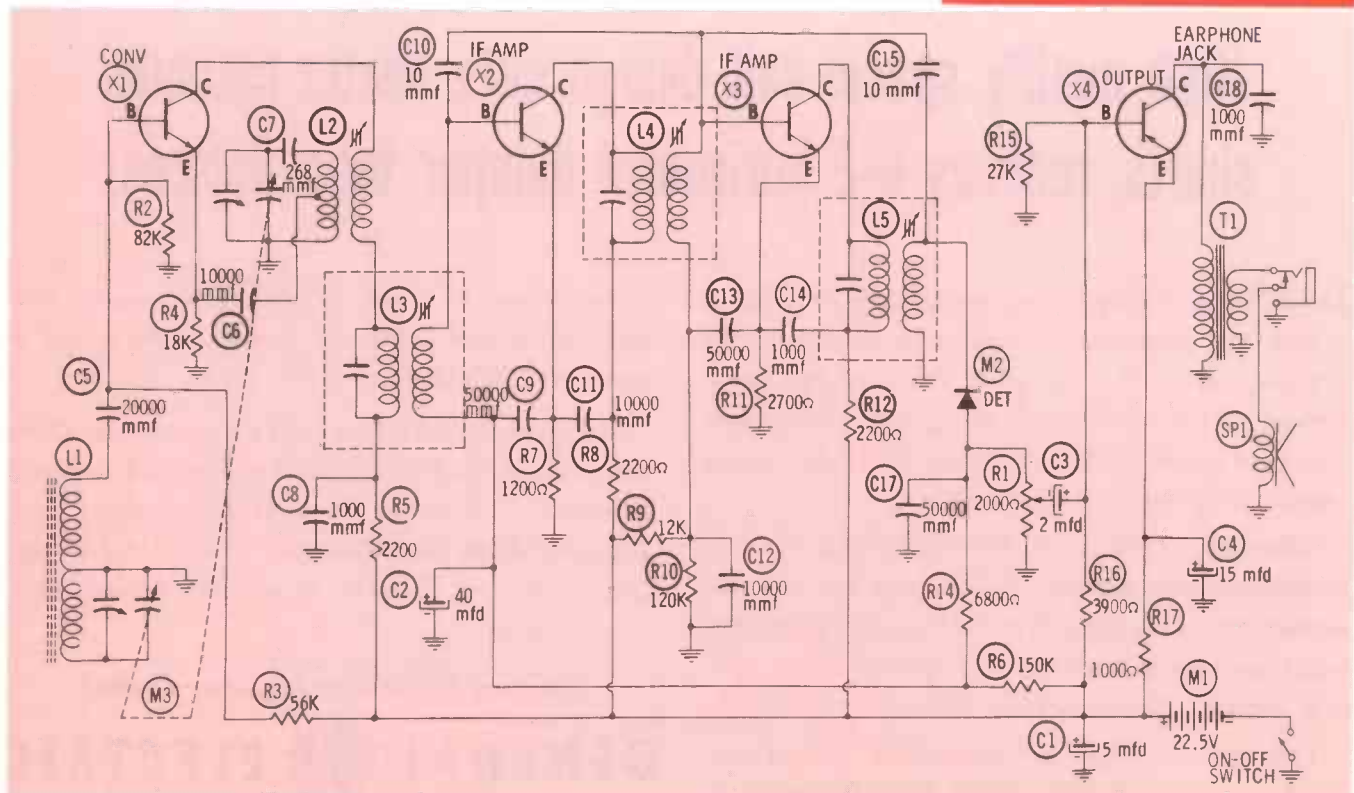 CONV
X1
B
C
E
C7
268
mmf
L2
R2
82K
R4
18K
10000
mmf
C6
C5
20000
mmf
L1
M3
R3
56K
L3
C8
1000
mmf
R5
2200
C2
40
mfd
C10
10
mmf
IF AMP
X2
B
C
E
50000
mmf
C9
C11
10000
mmf
R7
1200Ω
R8
2200Ω
R9
12K
R10
120K
C12
10000
mmf
L4
IF AMP
X3
B
C
E
C13
50000
mmf
C14
1000
mmf
R11
2700Ω
R12
2200Ω
L5
C15
10 mmf
M2
DET
C17
50000
mmf
R1
2000Ω
C3
2 mfd
R14
6800Ω
R6
150K
R15
27K
X4
OUTPUT
B
C
E
EARPHONE
JACK
C18
1000
mmf
T1
SP1
C4
15 mfd
R16
3900Ω
R17
1000Ω
M1
22.5V
C1
5 mfd
ON-OFF
SWITCH